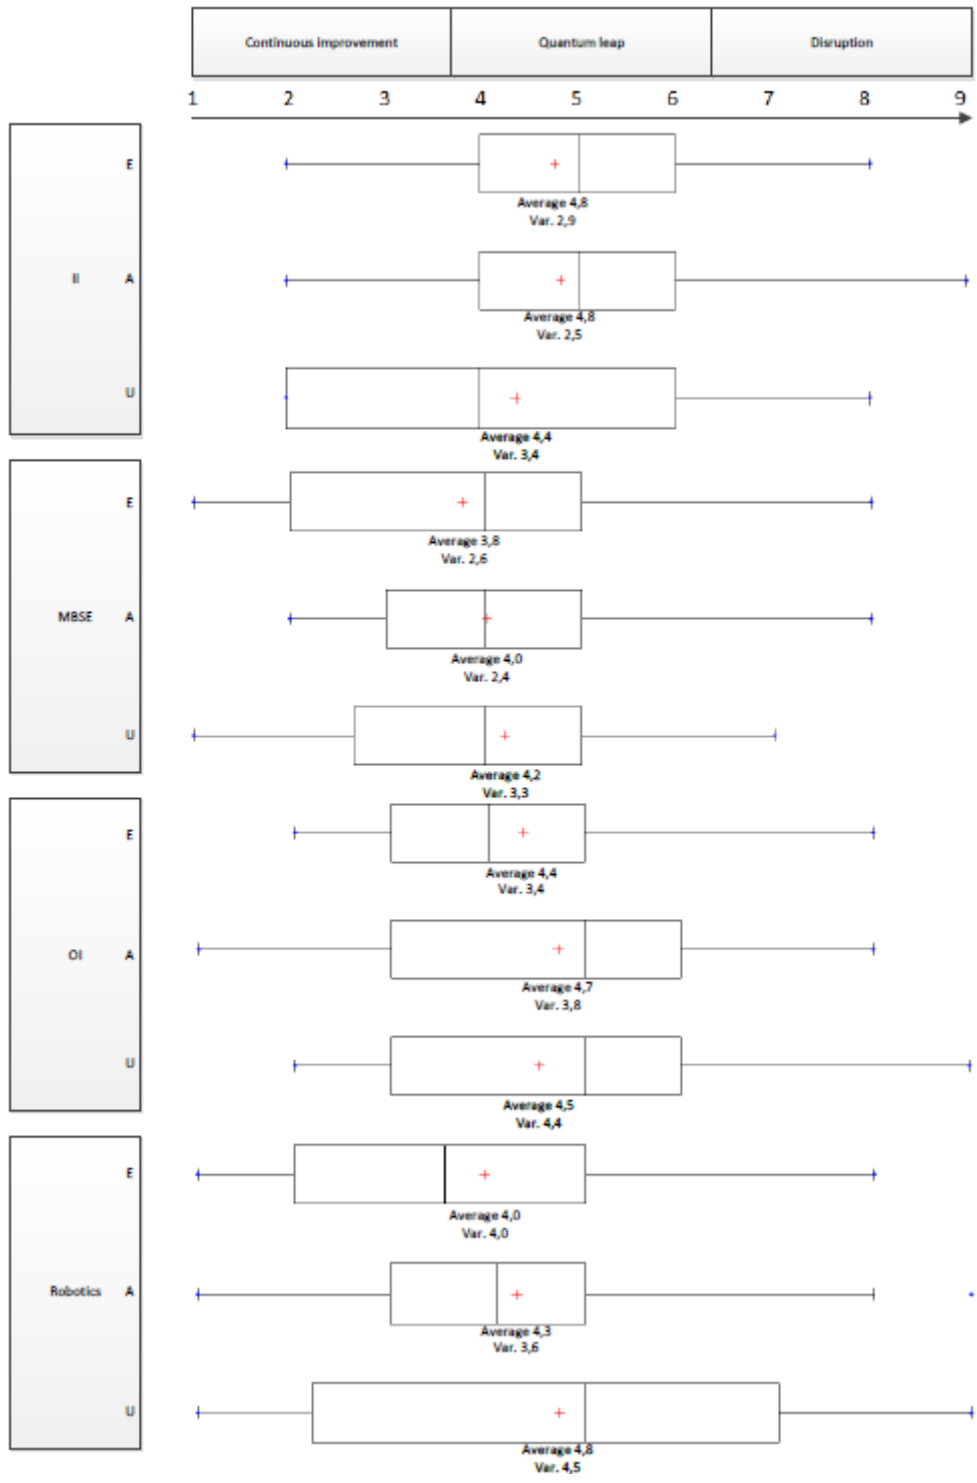 Continuous improvement Quantum leap Disruption
1 2 3 4 5 6 7 8 9
E
Average 4,8
Var. 2,9
II A
Average 4,8
Var. 2,5
U
Average 4,4
Var. 3,4
E
Average 3,8
Var. 2,6
MBSE A
Average 4,0
Var. 2,4
U
Average 4,2
Var. 3,3
E
Average 4,4
Var. 3,4
OI A
Average 4,7
Var. 3,8
U
Average 4,5
Var. 4,4
E
Average 4,0
Var. 4,0
Robotics A
Average 4,3
Var. 3,6
U
Average 4,8
Var. 4,5